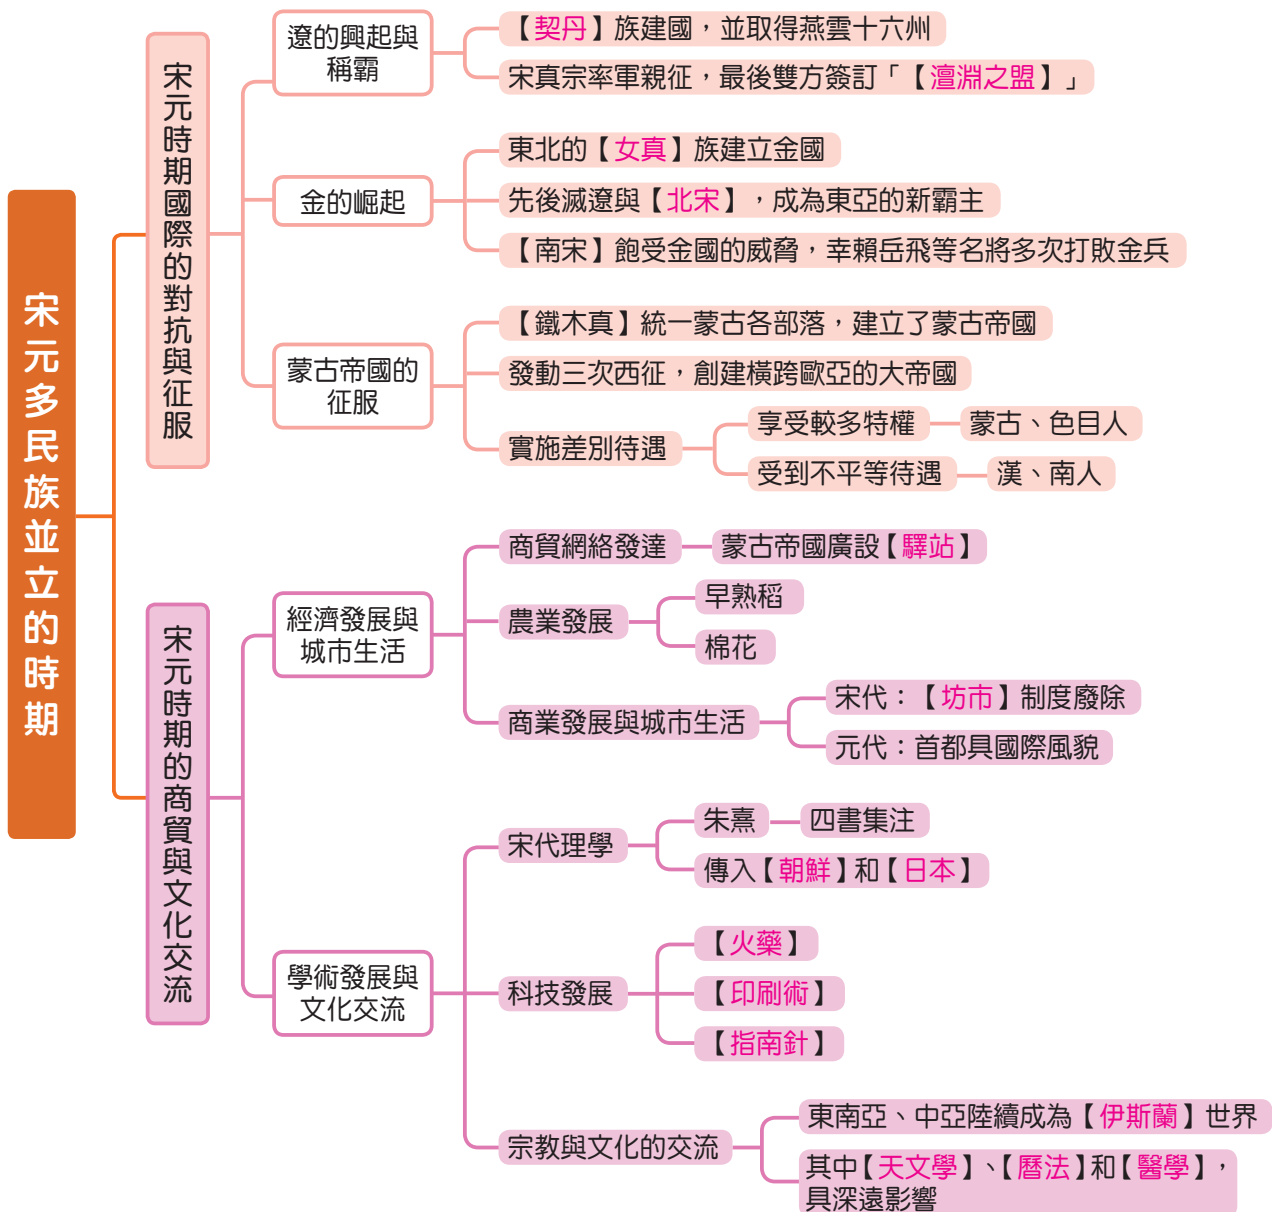 宋元多民族並立的時期
宋元時期國際的對抗與征服
遼的興起與
稱霸
【契丹】族建國，並取得燕雲十六州
宋真宗率軍親征，最後雙方簽訂「【澶淵之盟】」
金的崛起
東北的【女真】族建立金國
先後滅遼與【北宋】，成為東亞的新霸主
【南宋】飽受金國的威脅，幸賴岳飛等名將多次打敗金兵
蒙古帝國的
征服
【鐵木真】統一蒙古各部落，建立了蒙古帝國
發動三次西征，創建橫跨歐亞的大帝國
實施差別待遇
享受較多特權
蒙古、色目人
受到不平等待遇
漢、南人
宋元時期的商貿與文化交流
經濟發展與
城市生活
商貿網絡發達
蒙古帝國廣設【驛站】
農業發展
早熟稻
棉花
商業發展與城市生活
宋代：【坊市】制度廢除
元代：首都具國際風貌
學術發展與
文化交流
宋代理學
朱熹
四書集注
傳入【朝鮮】和【日本】
科技發展
【火藥】
【印刷術】
【指南針】
宗教與文化的交流
東南亞、中亞陸續成為【伊斯蘭】世界
其中【天文學】、【曆法】和【醫學】，
具深遠影響